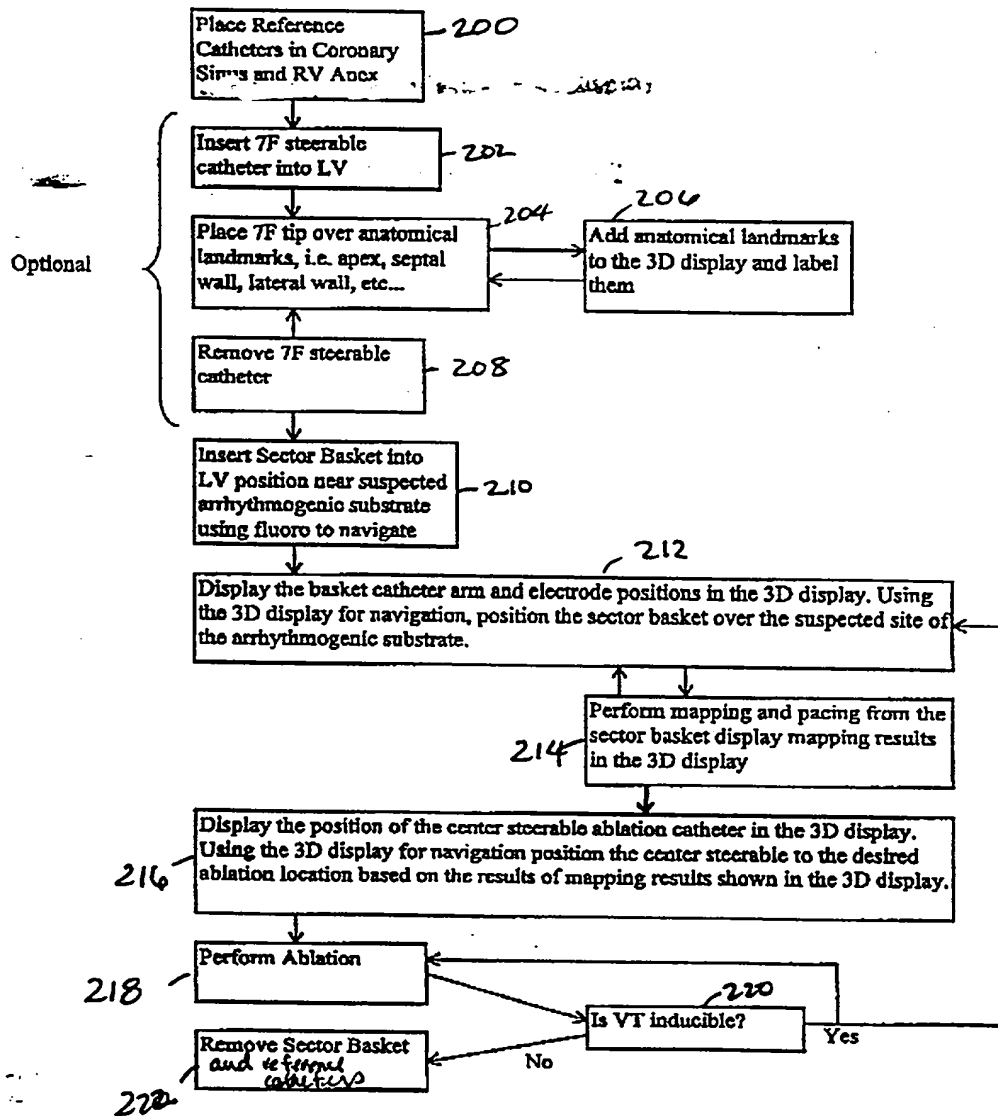 Place Reference
Catheters in Coronary
Sinus and RV Apex
200
Insert 7F steerable
catheter into LV
202
Optional
Place 7F tip over anatomical
landmarks, i.e. apex, septal
wall, lateral wall, etc...
204
206
Add anatomical landmarks
to the 3D display and label
them
Remove 7F steerable
catheter
208
Insert Sector Basket into
LV position near suspected
arrhythmogenic substrate
using fluoro to navigate
210
212
Display the basket catheter arm and electrode positions in the 3D display. Using
the 3D display for navigation, position the sector basket over the suspected site of
the arrhythmogenic substrate.
Perform mapping and pacing from the
sector basket display mapping results
in the 3D display
214
Display the position of the center steerable ablation catheter in the 3D display.
Using the 3D display for navigation position the center steerable to the desired
ablation location based on the results of mapping results shown in the 3D display.
216
Perform Ablation
218
220
Is VT inducible?
Yes
No
Remove Sector Basket
and reference
catheters
222